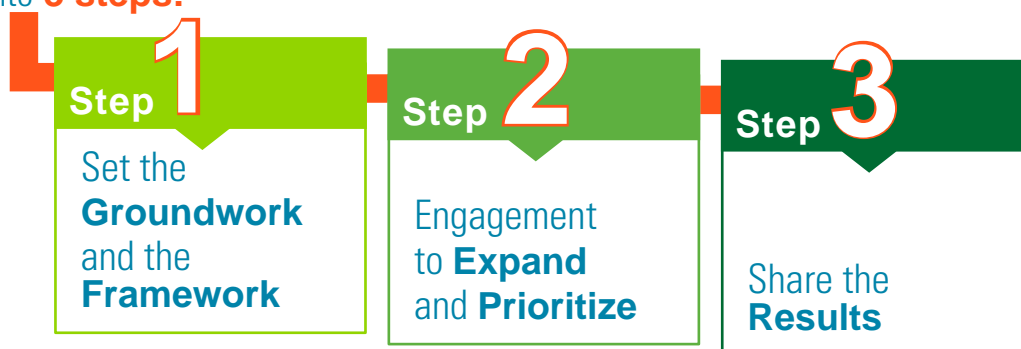 steps:
Step 1
Set the
Groundwork
and the
Framework
Step 2
Engagement
to Expand
and Prioritize
Step 3
Share the
Results